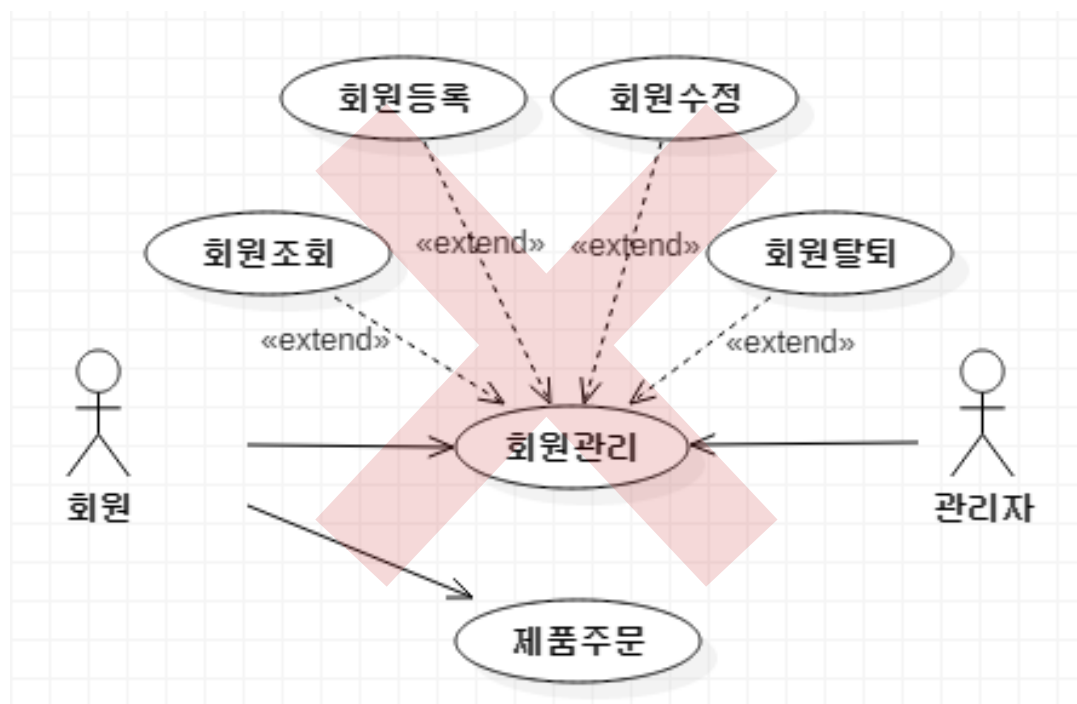 회원등록
회원수정
회원조회
«extend»
«extend»
회원탈퇴
«extend»
«extend»
회원관리
회원
관리자
제품주문